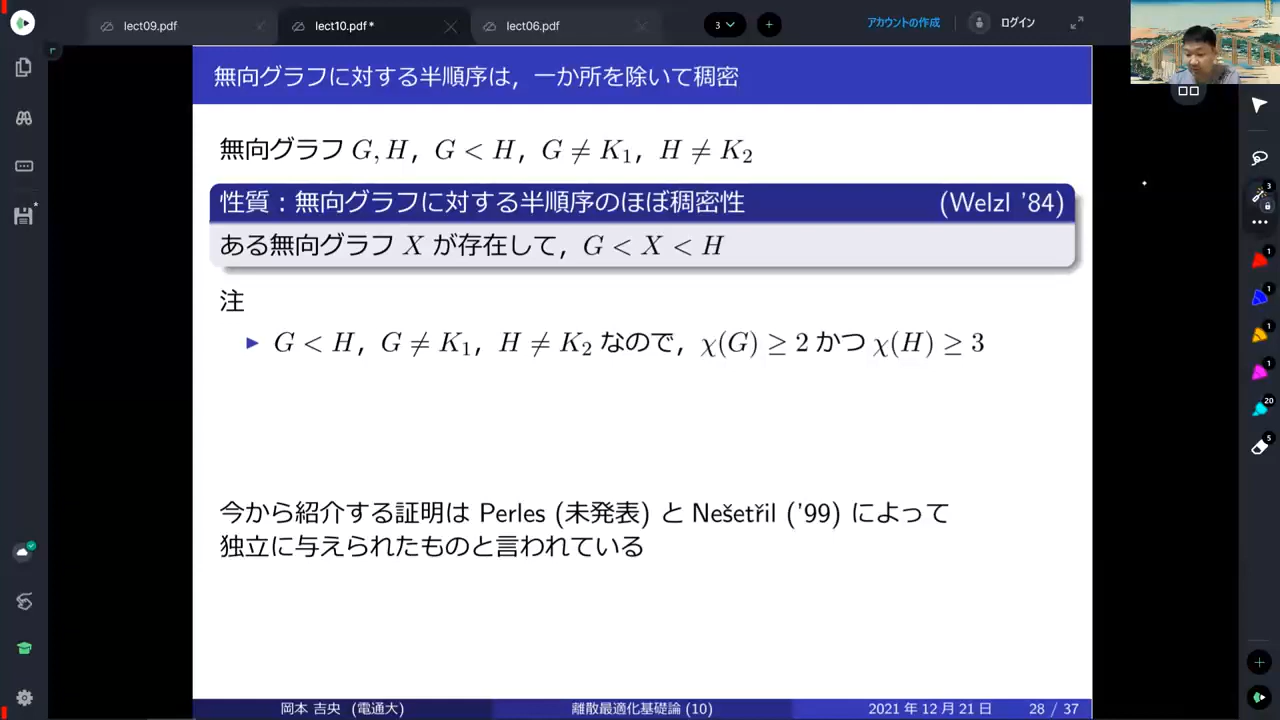 lect09.pdf
lect10.pdf *
lect06.pdf
3
アカウントの作成
ログイン
無向グラフに対する半順序は，一か所を除いて稠密
無向グラフ G, H，G < H，G ≠ K₁，H ≠ K₂
性質：無向グラフに対する半順序のほぼ稠密性 (Welzl '84)
ある無向グラフ X が存在して，G < X < H
注
▶ G < H，G ≠ K₁，H ≠ K₂ なので，χ(G) ≥ 2 かつ χ(H) ≥ 3
今から紹介する証明は Perles (未発表) と Nešetřil ('99) によって
独立に与えられたものと言われている
岡本 吉央 (電通大)
離散最適化基礎論 (10)
2021 年 12 月 21 日
28 / 37
3
1
1
1
1
20
5